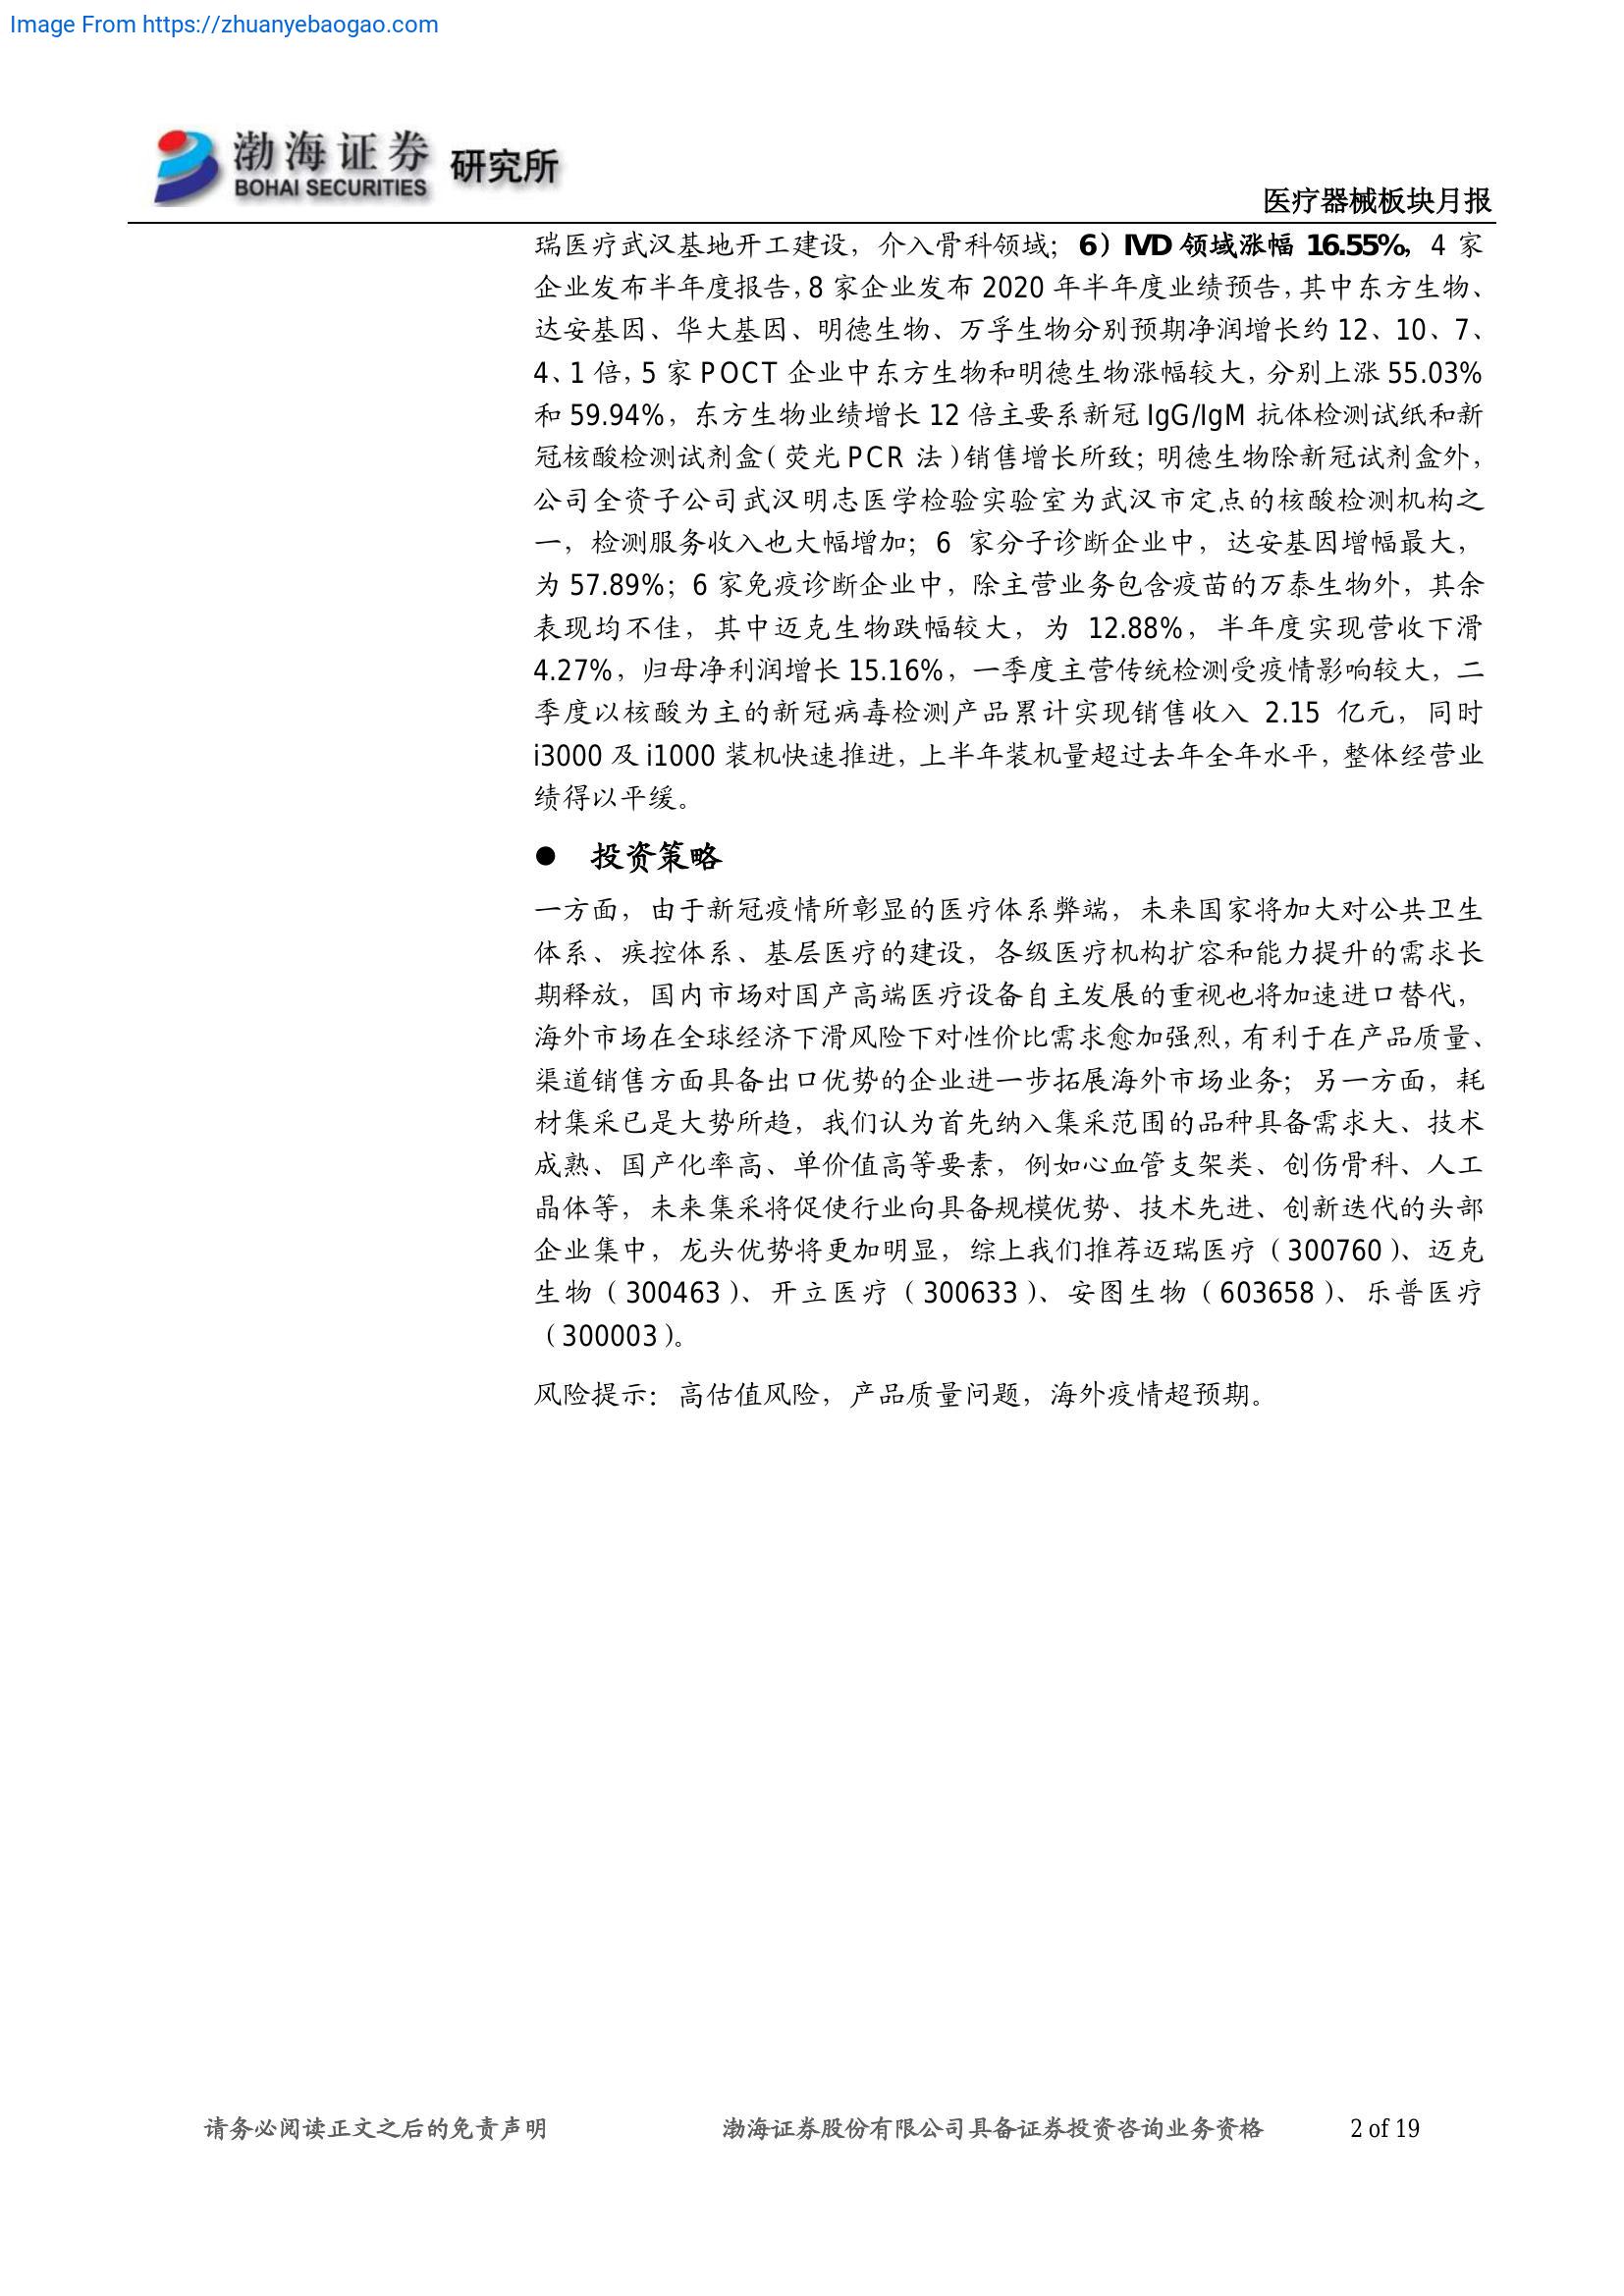 Image From https://zhuanyebaogao.com
渤海证券 研究所
BOHAI SECURITIES
医疗器械板块月报
瑞医疗武汉基地开工建设，介入骨科领域；6）IVD 领域涨幅 16.55%，4 家
企业发布半年度报告，8 家企业发布 2020 年半年度业绩预告，其中东方生物、
达安基因、华大基因、明德生物、万孚生物分别预期净润增长约 12、10、7、
4、1 倍，5 家 POCT 企业中东方生物和明德生物涨幅较大，分别上涨 55.03%
和 59.94%，东方生物业绩增长 12 倍主要系新冠 IgG/IgM 抗体检测试纸和新
冠核酸检测试剂盒（荧光 PCR 法）销售增长所致；明德生物除新冠试剂盒外，
公司全资子公司武汉明志医学检验实验室为武汉市定点的核酸检测机构之
一，检测服务收入也大幅增加；6 家分子诊断企业中，达安基因增幅最大，
为 57.89%；6 家免疫诊断企业中，除主营业务包含疫苗的万泰生物外，其余
表现均不佳，其中迈克生物跌幅较大，为 12.88%，半年度实现营收下滑
4.27%，归母净利润增长 15.16%，一季度主营传统检测受疫情影响较大，二
季度以核酸为主的新冠病毒检测产品累计实现销售收入 2.15 亿元，同时
i3000 及 i1000 装机快速推进，上半年装机量超过去年全年水平，整体经营业
绩得以平缓。
● 投资策略
一方面，由于新冠疫情所彰显的医疗体系弊端，未来国家将加大对公共卫生
体系、疾控体系、基层医疗的建设，各级医疗机构扩容和能力提升的需求长
期释放，国内市场对国产高端医疗设备自主发展的重视也将加速进口替代，
海外市场在全球经济下滑风险下对性价比需求愈加强烈，有利于在产品质量、
渠道销售方面具备出口优势的企业进一步拓展海外市场业务；另一方面，耗
材集采已是大势所趋，我们认为首先纳入集采范围的品种具备需求大、技术
成熟、国产化率高、单价值高等要素，例如心血管支架类、创伤骨科、人工
晶体等，未来集采将促使行业向具备规模优势、技术先进、创新迭代的头部
企业集中，龙头优势将更加明显，综上我们推荐迈瑞医疗（300760）、迈克
生物（300463）、开立医疗（300633）、安图生物（603658）、乐普医疗
（300003）。
风险提示：高估值风险，产品质量问题，海外疫情超预期。
请务必阅读正文之后的免责声明 渤海证券股份有限公司具备证券投资咨询业务资格 2 of 19